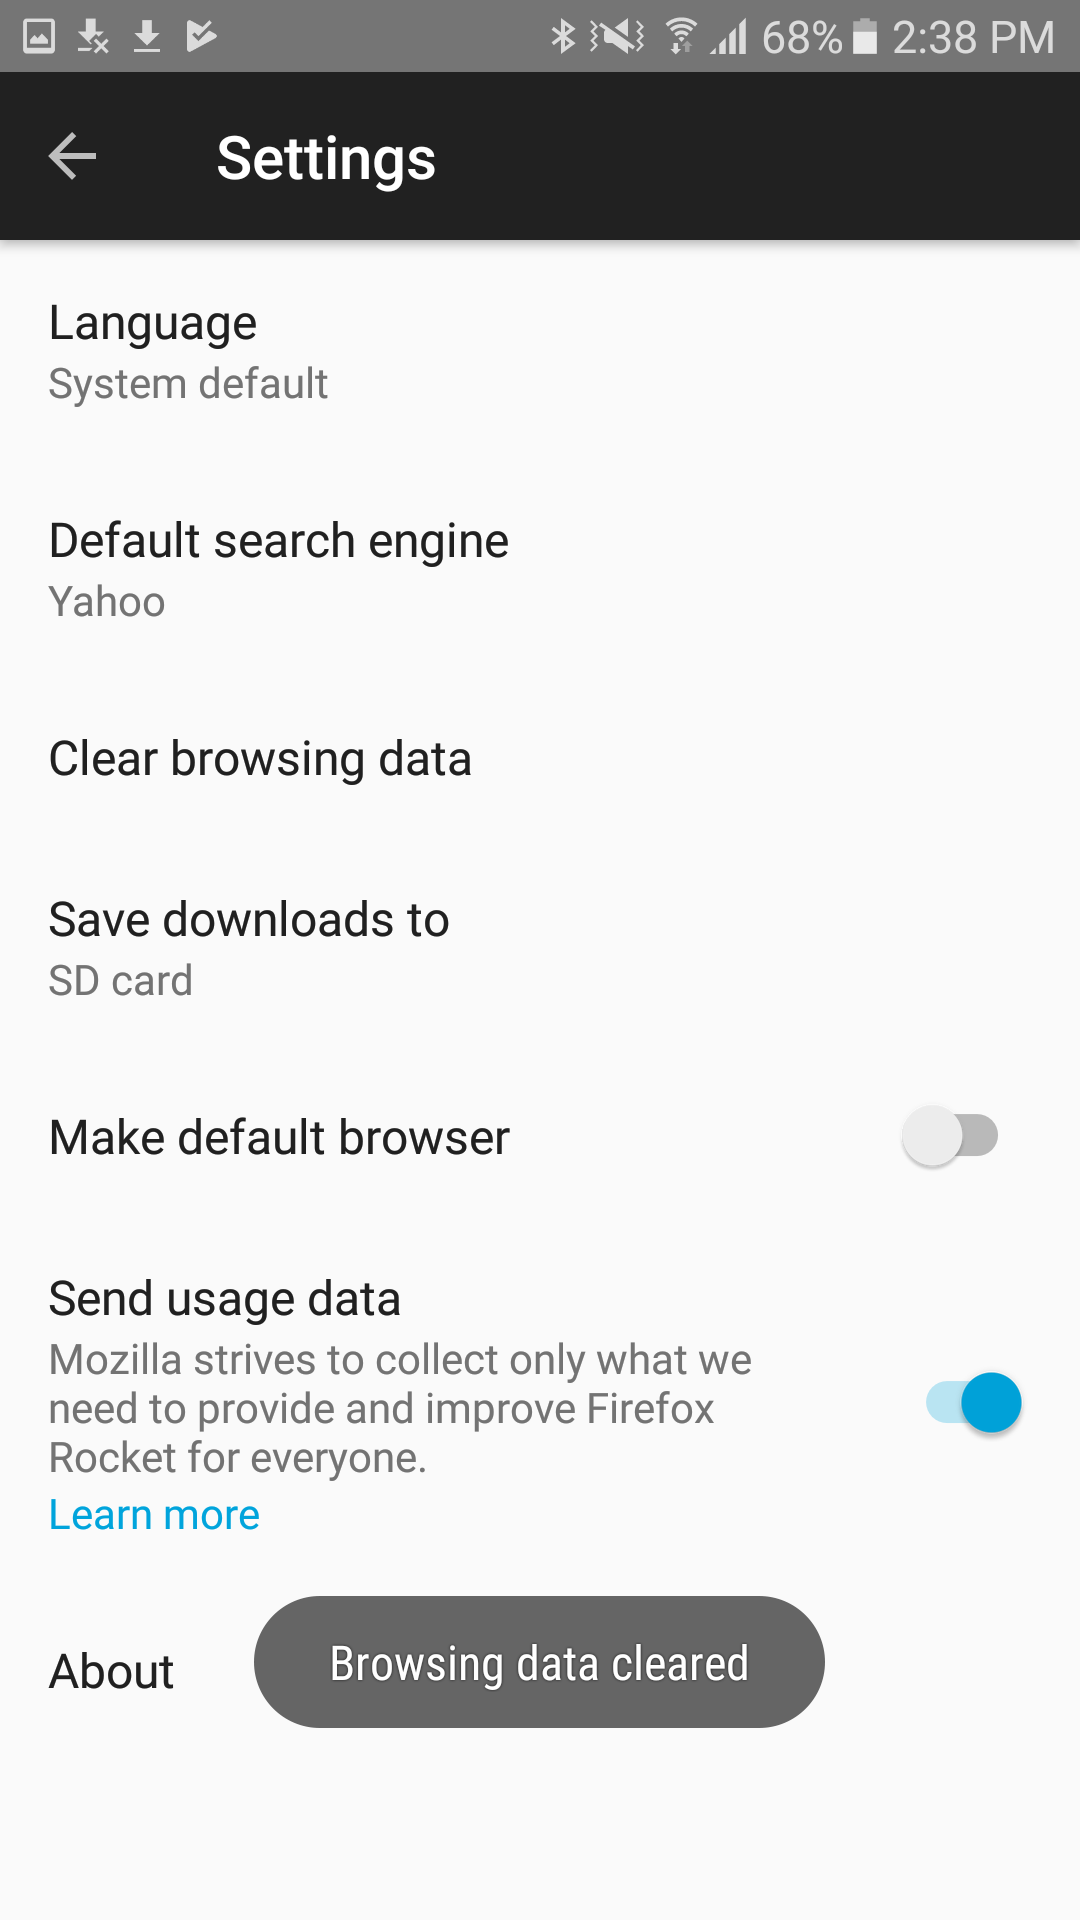 68% 2:38 PM
Settings
Language
System default
Default search engine
Yahoo
Clear browsing data
Save downloads to
SD card
Make default browser
Send usage data
Mozilla strives to collect only what we
need to provide and improve Firefox
Rocket for everyone.
Learn more
About
Browsing data cleared